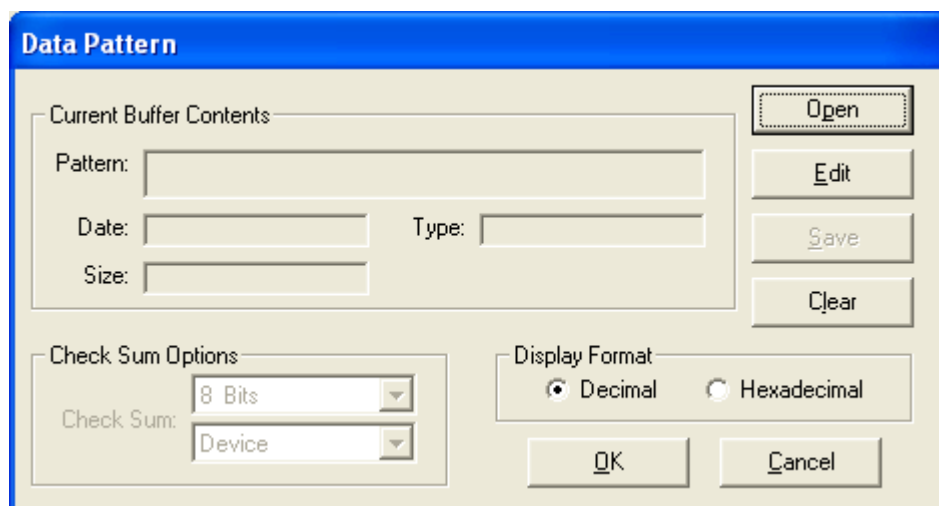 Data Pattern
Current Buffer Contents
Open
Pattern:
Edit
Date:
Type:
Save
Size:
Clear
Check Sum Options
Display Format
8 Bits
Decimal
Hexadecimal
Check Sum:
Device
OK
Cancel